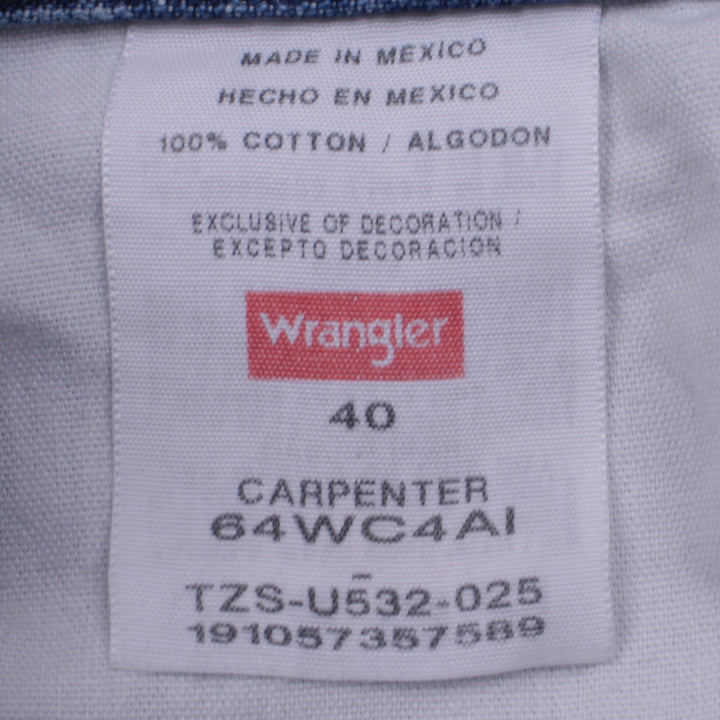 MADE IN MEXICO
HECHO EN MEXICO
100% COTTON / ALGODON
EXCLUSIVE OF DECORATION /
EXCEPTO DECORACION
Wrangler
40
CARPENTER
64WC4AI
TZS-U532-025
191057357589